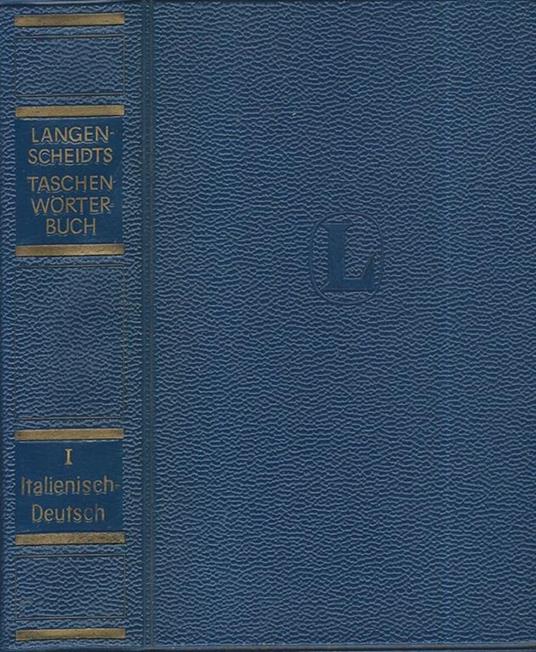 LANGEN-
SCHEIDTS
TASCHEN-
WÖRTER-
BUCH
L
I
Italienisch-
Deutsch